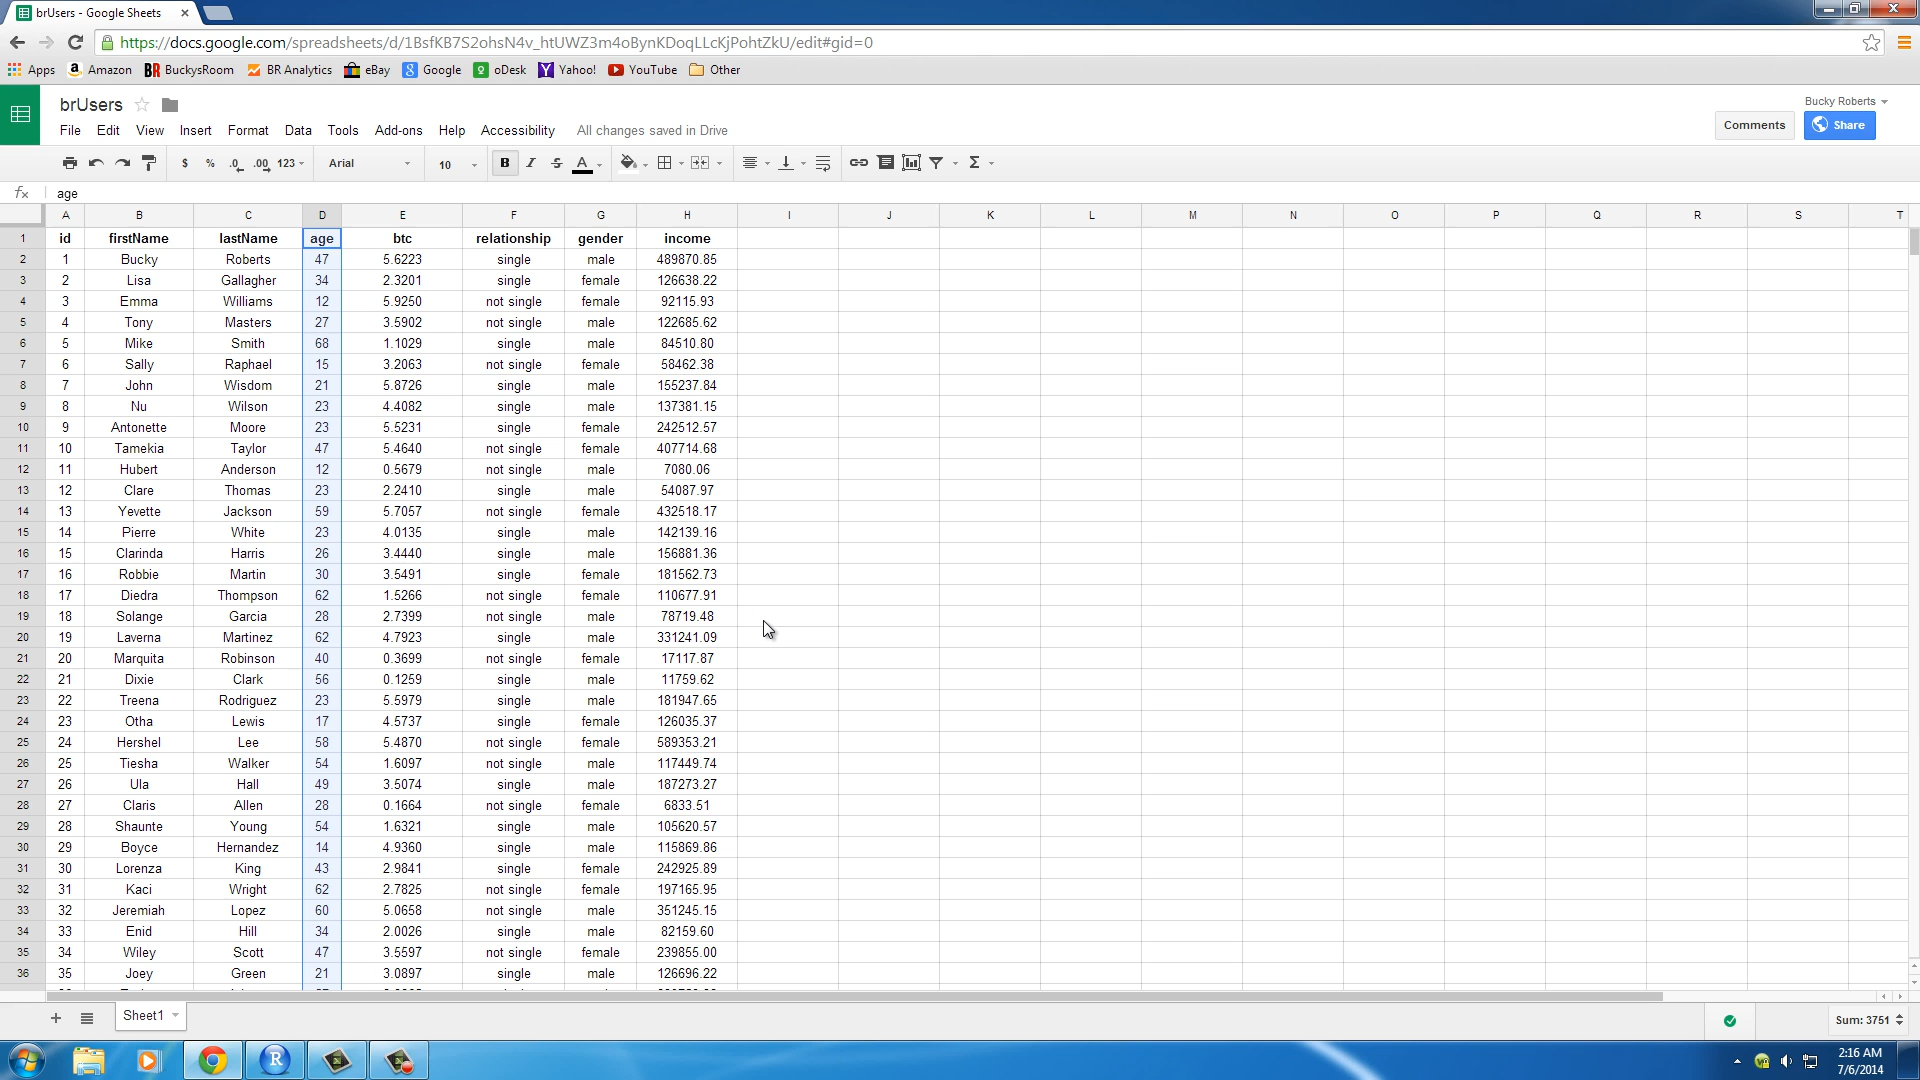 brUsers - Google Sheets
https://docs.google.com/spreadsheets/d/1BsfKB7S2ohsN4v_htUWZ3m4oBynKDoqLLcKjPohtZkU/edit#gid=0
Apps Amazon BuckysRoom BR Analytics eBay Google oDesk Yahoo! YouTube Other
brUsers
Bucky Roberts
File Edit View Insert Format Data Tools Add-ons Help Accessibility All changes saved in Drive
Comments Share
$ % .0 .00 123 Arial 10 B I S A Σ
fx age
A B C D E F G H I J K L M N O P Q R S T
1 id firstName lastName age btc relationship gender income
2 1 Bucky Roberts 47 5.6223 single male 489870.85
3 2 Lisa Gallagher 34 2.3201 single female 126638.22
4 3 Emma Williams 12 5.9250 not single female 92115.93
5 4 Tony Masters 27 3.5902 not single male 122685.62
6 5 Mike Smith 68 1.1029 single male 84510.80
7 6 Sally Raphael 15 3.2063 not single female 58462.38
8 7 John Wisdom 21 5.8726 single male 155237.84
9 8 Nu Wilson 23 4.4082 single male 137381.15
10 9 Antonette Moore 23 5.5231 single female 242512.57
11 10 Tamekia Taylor 47 5.4640 not single female 407714.68
12 11 Hubert Anderson 12 0.5679 not single male 7080.06
13 12 Clare Thomas 23 2.2410 single male 54087.97
14 13 Yevette Jackson 59 5.7057 not single female 432518.17
15 14 Pierre White 23 4.0135 single male 142139.16
16 15 Clarinda Harris 26 3.4440 single male 156881.36
17 16 Robbie Martin 30 3.5491 single female 181562.73
18 17 Diedra Thompson 62 1.5266 not single female 110677.91
19 18 Solange Garcia 28 2.7399 not single male 78719.48
20 19 Laverna Martinez 62 4.7923 single male 331241.09
21 20 Marquita Robinson 40 0.3699 not single female 17117.87
22 21 Dixie Clark 56 0.1259 single male 11759.62
23 22 Treena Rodriguez 23 5.5979 single male 181947.65
24 23 Otha Lewis 17 4.5737 single female 126035.37
25 24 Hershel Lee 58 5.4870 not single female 589353.21
26 25 Tiesha Walker 54 1.6097 not single male 117449.74
27 26 Ula Hall 49 3.5074 single male 187273.27
28 27 Claris Allen 28 0.1664 not single female 6833.51
29 28 Shaunte Young 54 1.6321 single male 105620.57
30 29 Boyce Hernandez 14 4.9360 single male 115869.86
31 30 Lorenza King 43 2.9841 single female 242925.89
32 31 Kaci Wright 62 2.7825 not single female 197165.95
33 32 Jeremiah Lopez 60 5.0658 not single male 351245.15
34 33 Enid Hill 34 2.0026 single male 82159.60
35 34 Wiley Scott 47 3.5597 not single female 239855.00
36 35 Joey Green 21 3.0897 single male 126696.22
Sheet1
Sum: 3751
2:16 AM
7/6/2014